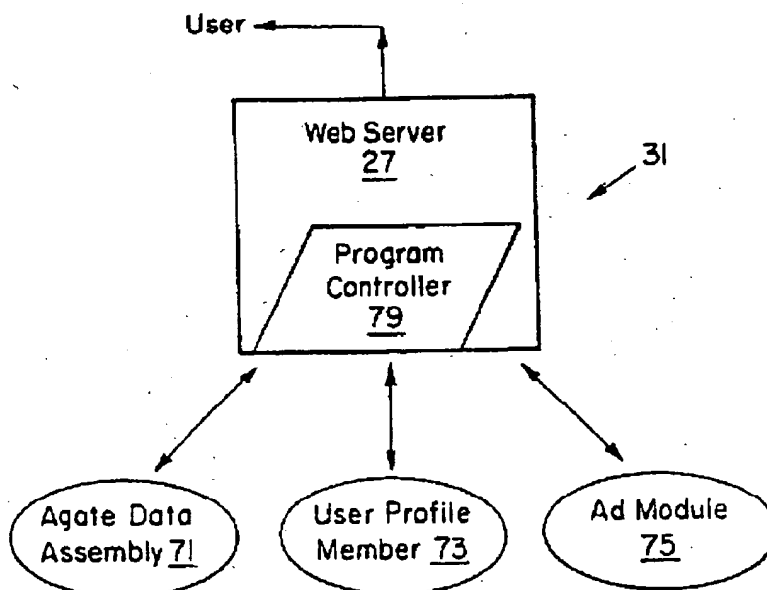 User
Web Server
27
31
Program
Controller
79
Agate Data
Assembly 71
User Profile
Member 73
Ad Module
75